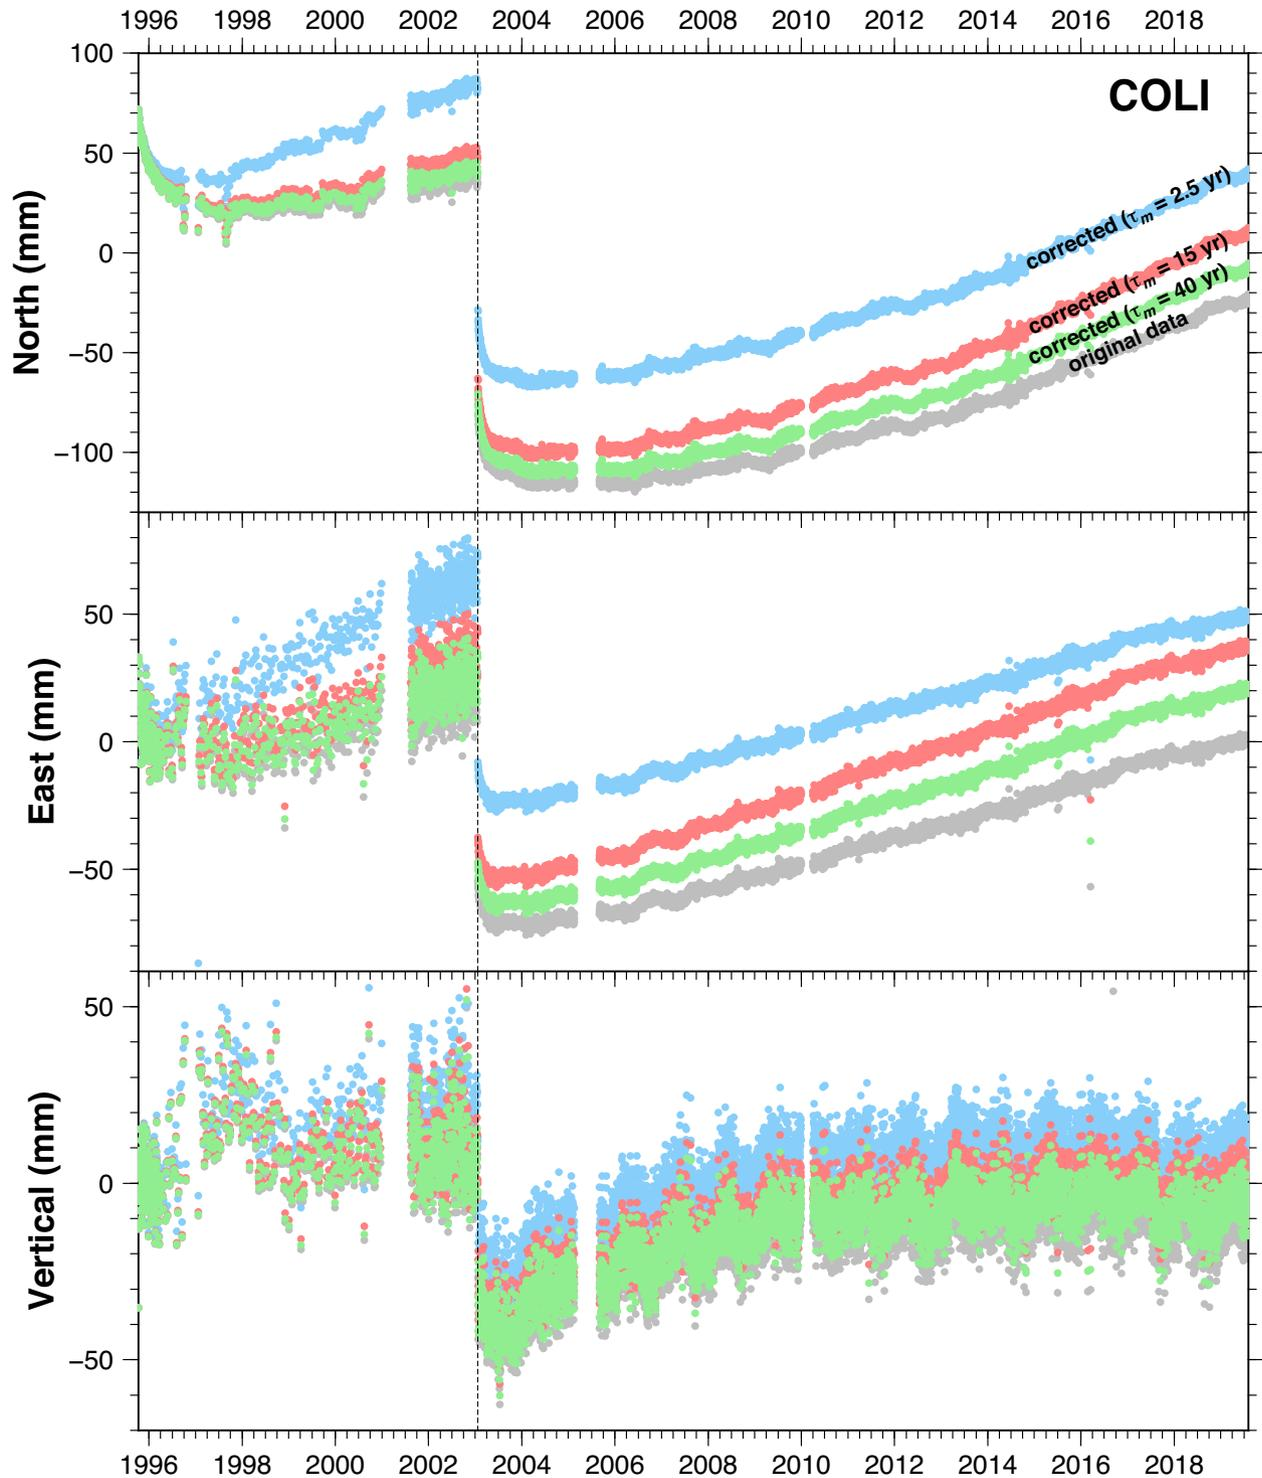 1996 1998 2000 2002 2004 2006 2008 2010 2012 2014 2016 2018
COLI
North (mm)
100
50
0
−50
−100
corrected (τm = 2.5 yr)
corrected (τm = 15 yr)
corrected (τm = 40 yr)
original data
East (mm)
50
0
−50
Vertical (mm)
50
0
−50
1996 1998 2000 2002 2004 2006 2008 2010 2012 2014 2016 2018